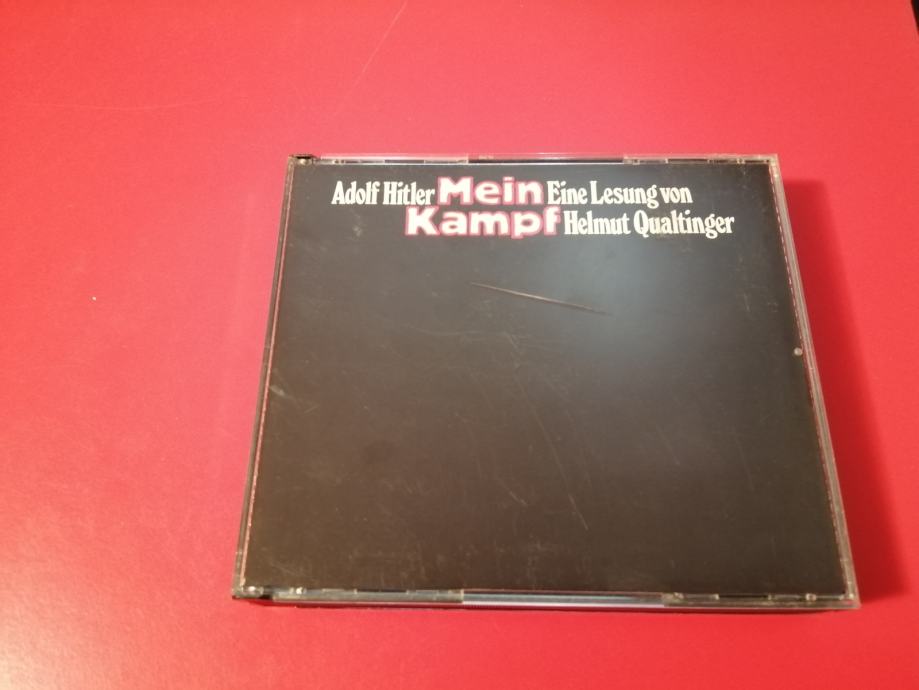 Adolf Hitler Mein Eine Lesung von
Kampf Helmut Qualtinger